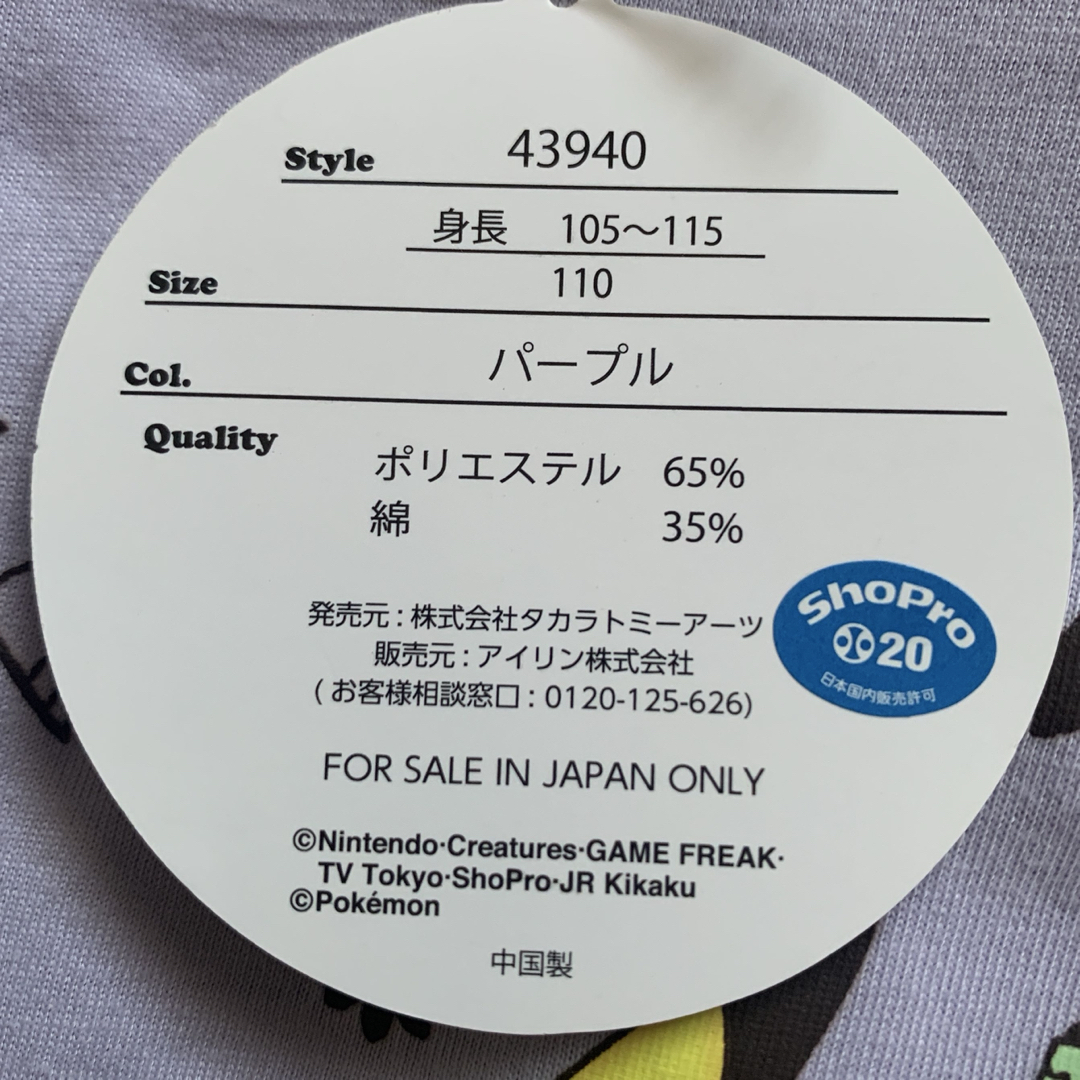 Style 43940
身長 105～115
Size 110
Col. パープル
Quality
ポリエステル 65%
綿 35%
発売元：株式会社タカラトミーアーツ
販売元：アイリン株式会社
(お客様相談窓口：0120-125-626)
ShoPro
20
日本国内販売許可
FOR SALE IN JAPAN ONLY
©Nintendo·Creatures·GAME FREAK·
TV Tokyo·ShoPro·JR Kikaku
©Pokémon
中国製